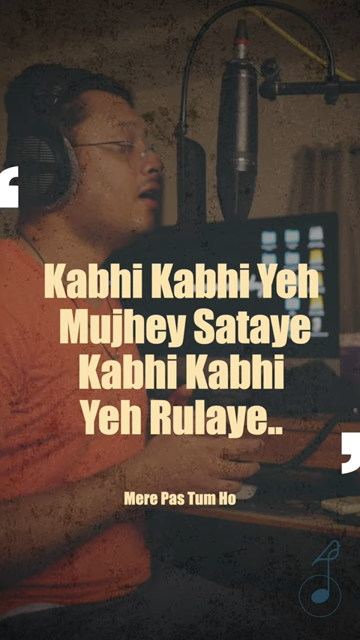 Kabhi Kabhi Yeh
Mujhey Sataye
Kabhi Kabhi
Yeh Rulaye..
Mere Pas Tum Ho